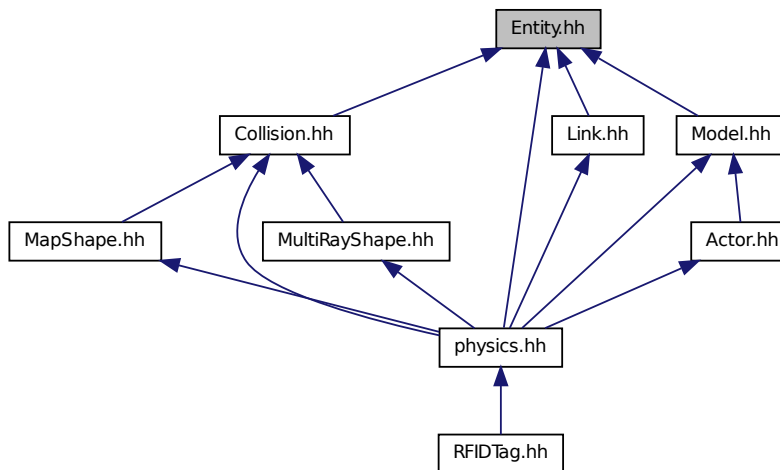 Entity.hh
Collision.hh
Link.hh
Model.hh
MapShape.hh
MultiRayShape.hh
Actor.hh
physics.hh
RFIDTag.hh